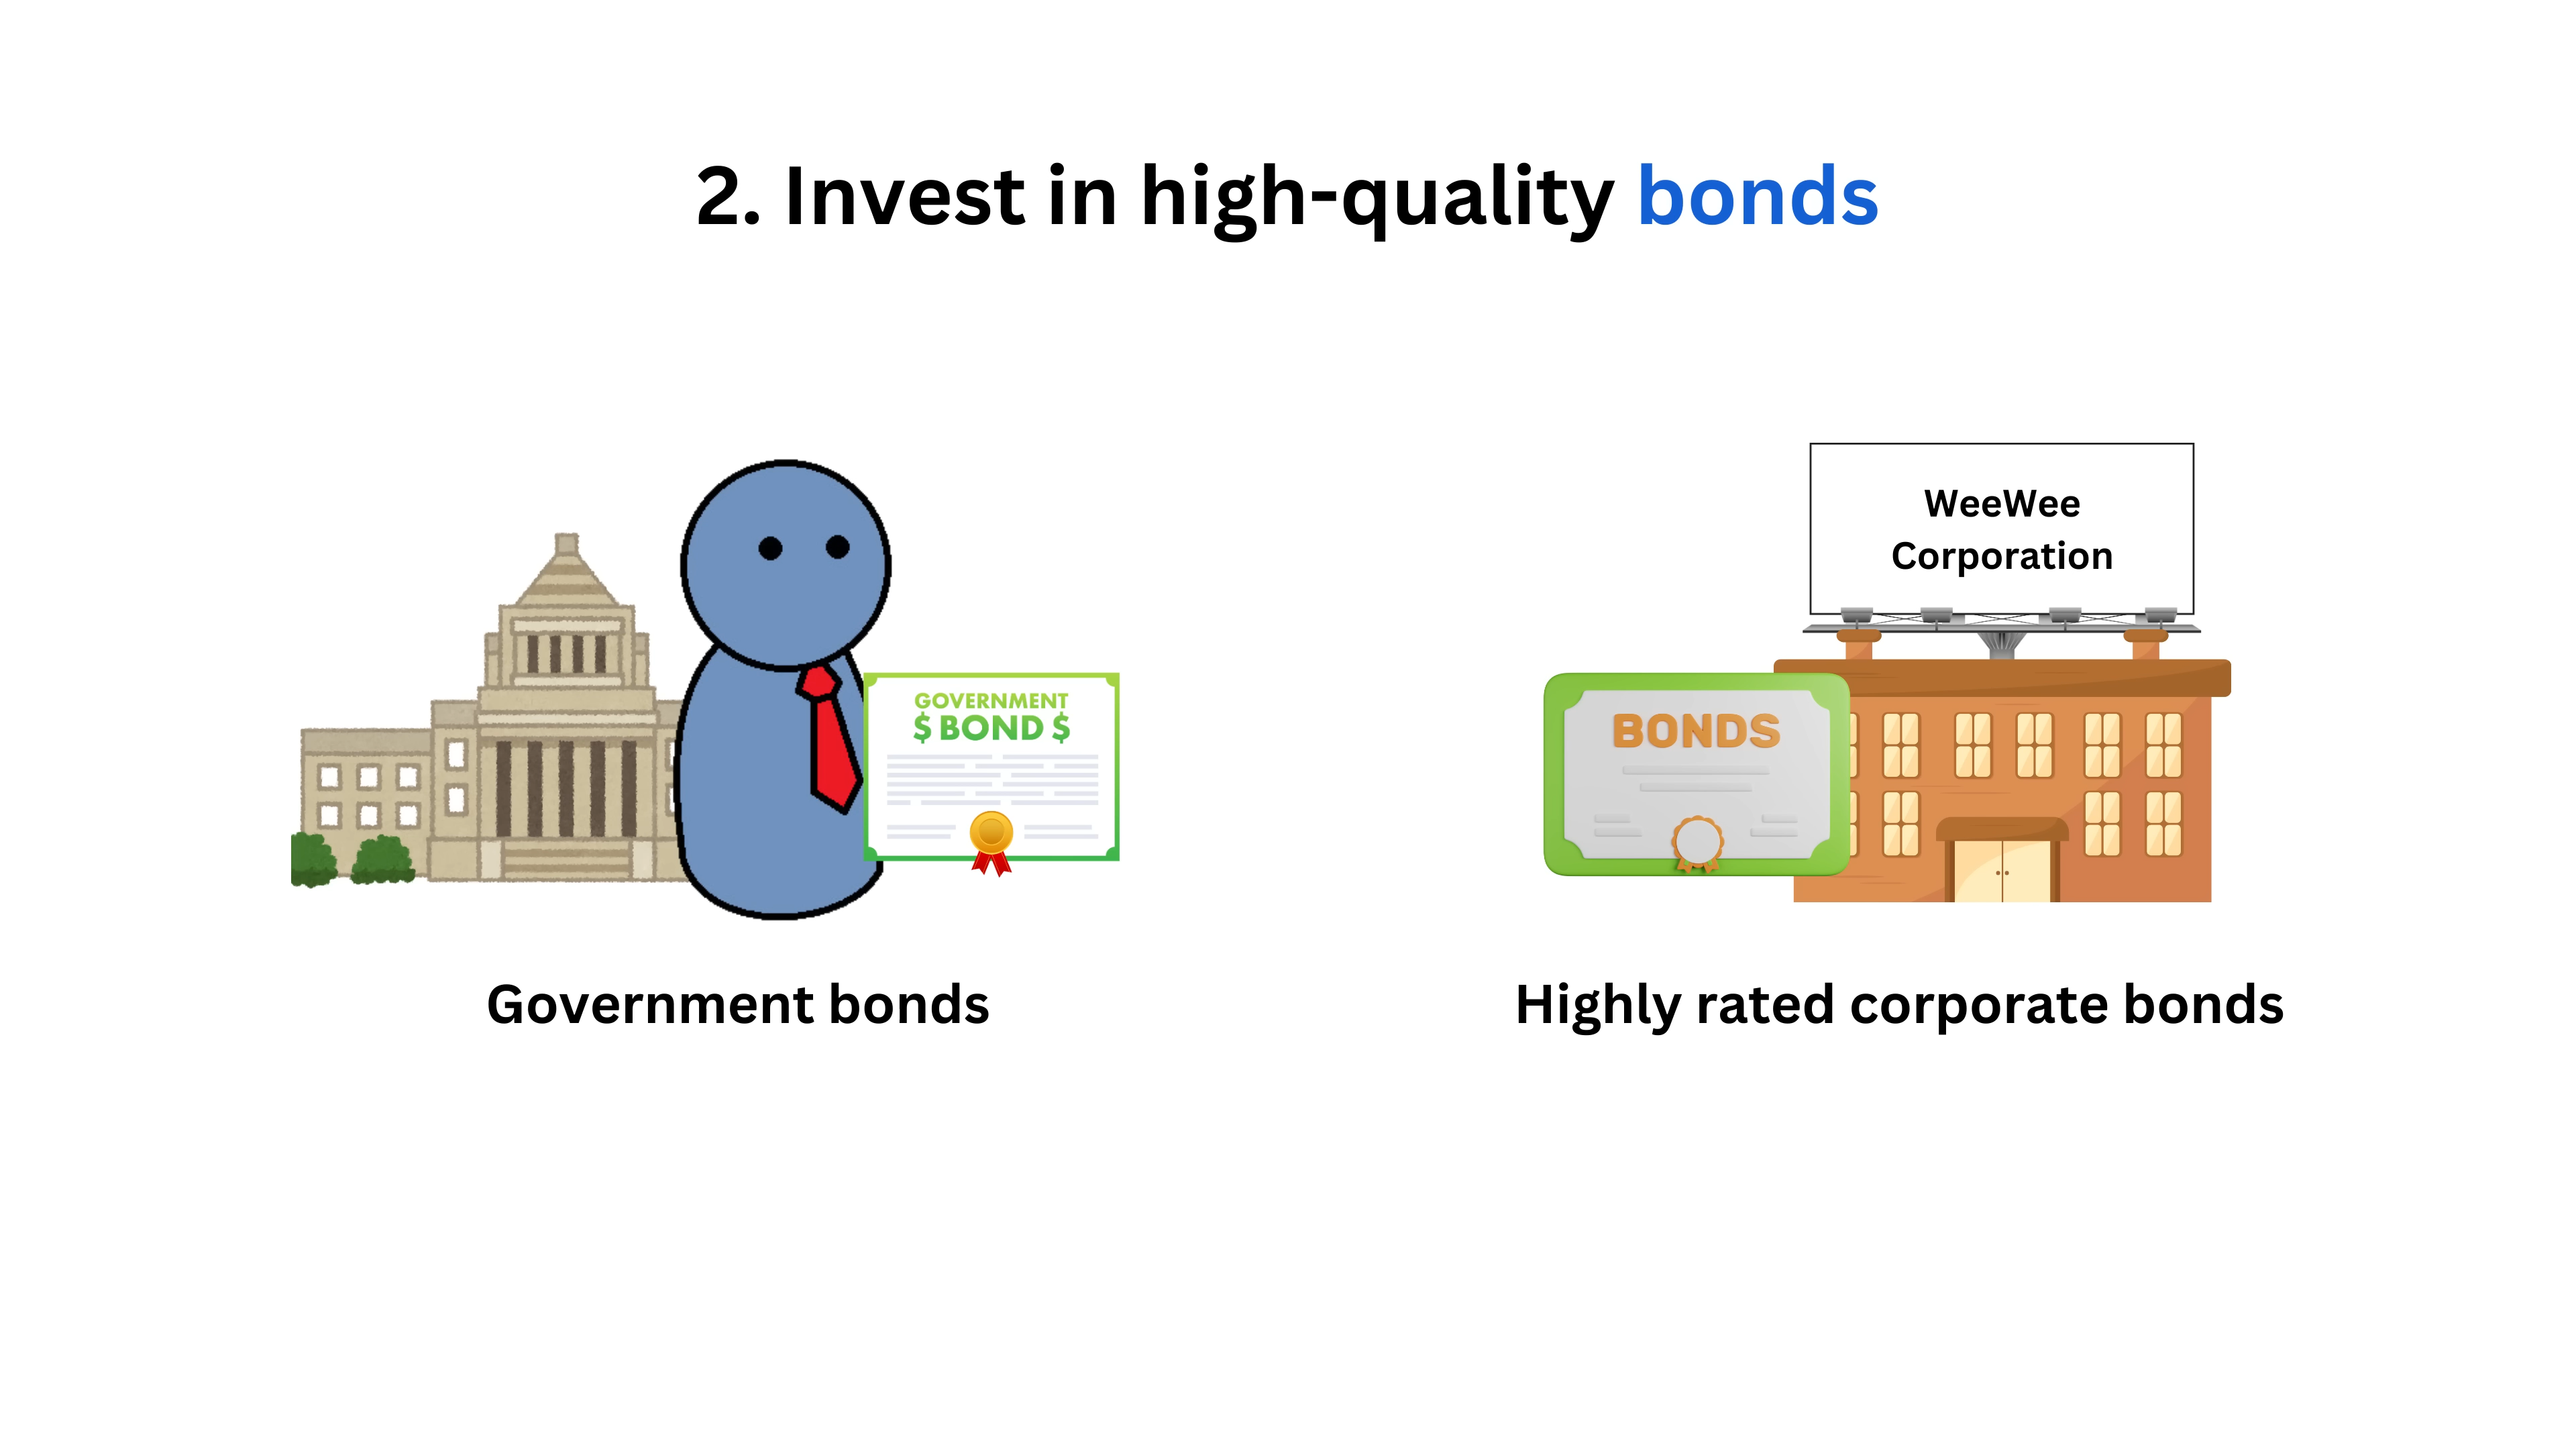 2. Invest in high-quality bonds
WeeWee
Corporation
GOVERNMENT
$ BOND $
BONDS
Government bonds
Highly rated corporate bonds